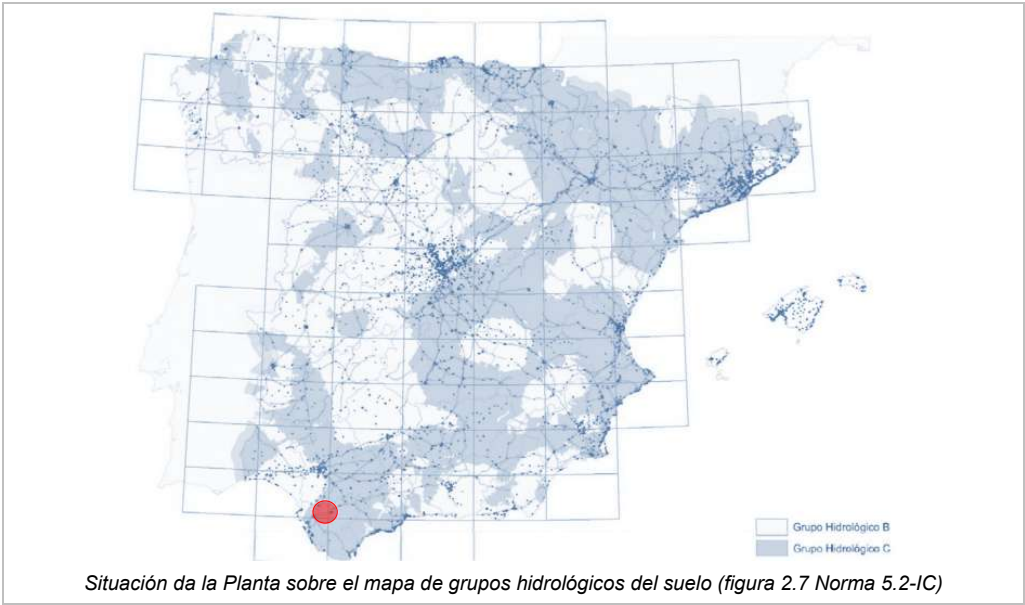 Grupo Hidrológico B
Grupo Hidrológico C
Situación da la Planta sobre el mapa de grupos hidrológicos del suelo (figura 2.7 Norma 5.2-IC)